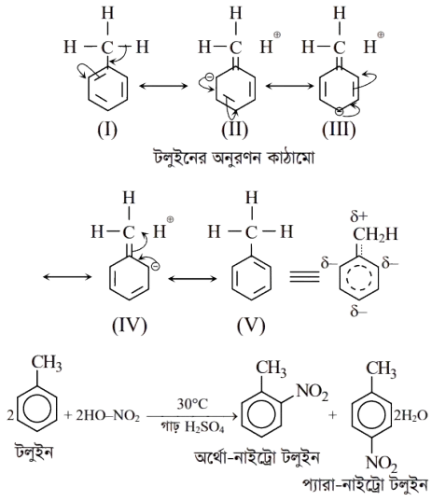 H H
H – C – H H – C H⊕ H – C H⊕
(I) (II) (III)
টলুইনের অনুরণন কাঠামো
H H δ+
H – C H⊕ H – C – H CH₂H
δ– δ–
(IV) (V) δ–
CH₃ CH₃ CH₃
2 + 2HO–NO₂ 30°C NO₂ + 2H₂O
গাঢ় H₂SO₄
টলুইন অর্থো-নাইট্রো টলুইন NO₂
প্যারা-নাইট্রো টলুইন